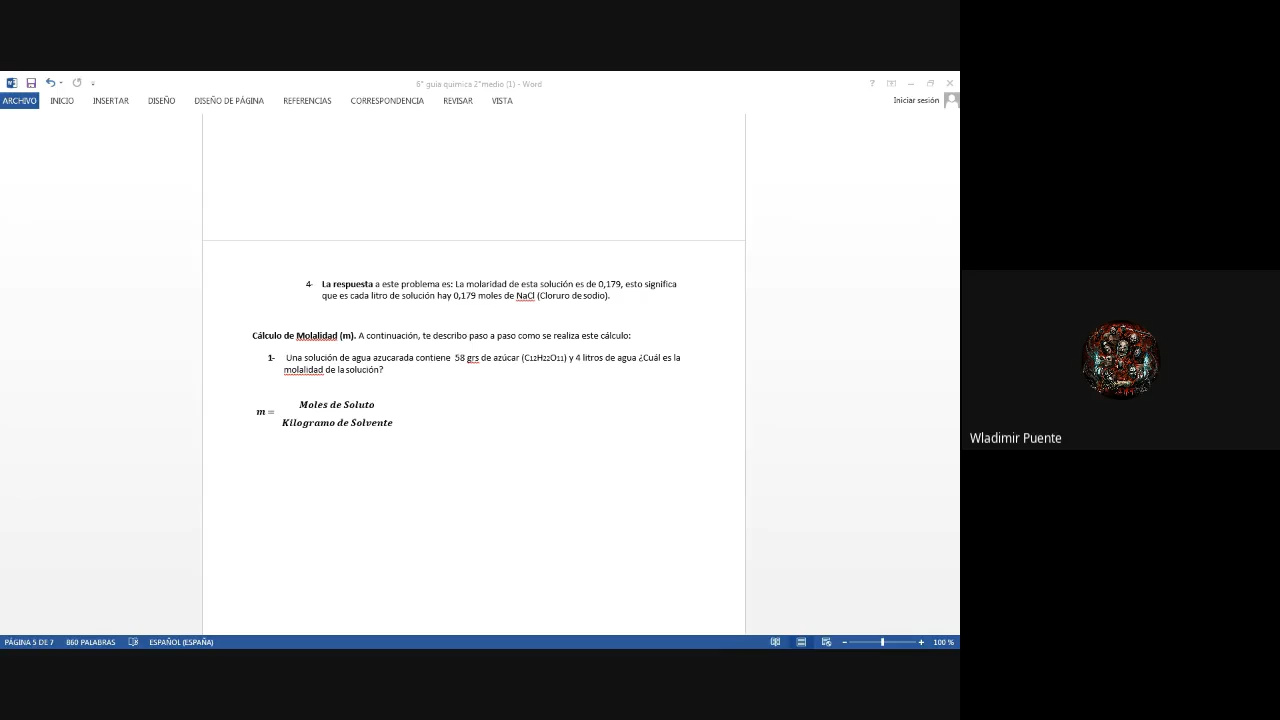 6° guia quimica 2°medio (1) - Word
ARCHIVO INICIO INSERTAR DISEÑO DISEÑO DE PÁGINA REFERENCIAS CORRESPONDENCIA REVISAR VISTA
Iniciar sesión
4- La respuesta a este problema es: La molaridad de esta solución es de 0,179, esto significa
que es cada litro de solución hay 0,179 moles de NaCl (Cloruro de sodio).
Cálculo de Molalidad (m). A continuación, te describo paso a paso como se realiza este cálculo:
1- Una solución de agua azucarada contiene 58 grs de azúcar (C12H22O11) y 4 litros de agua ¿Cuál es la
molalidad de la solución?
Moles de Soluto
m =
Kilogramo de Solvente
Wladimir Puente
PÁGINA 5 DE 7 860 PALABRAS ESPAÑOL (ESPAÑA) 100 %